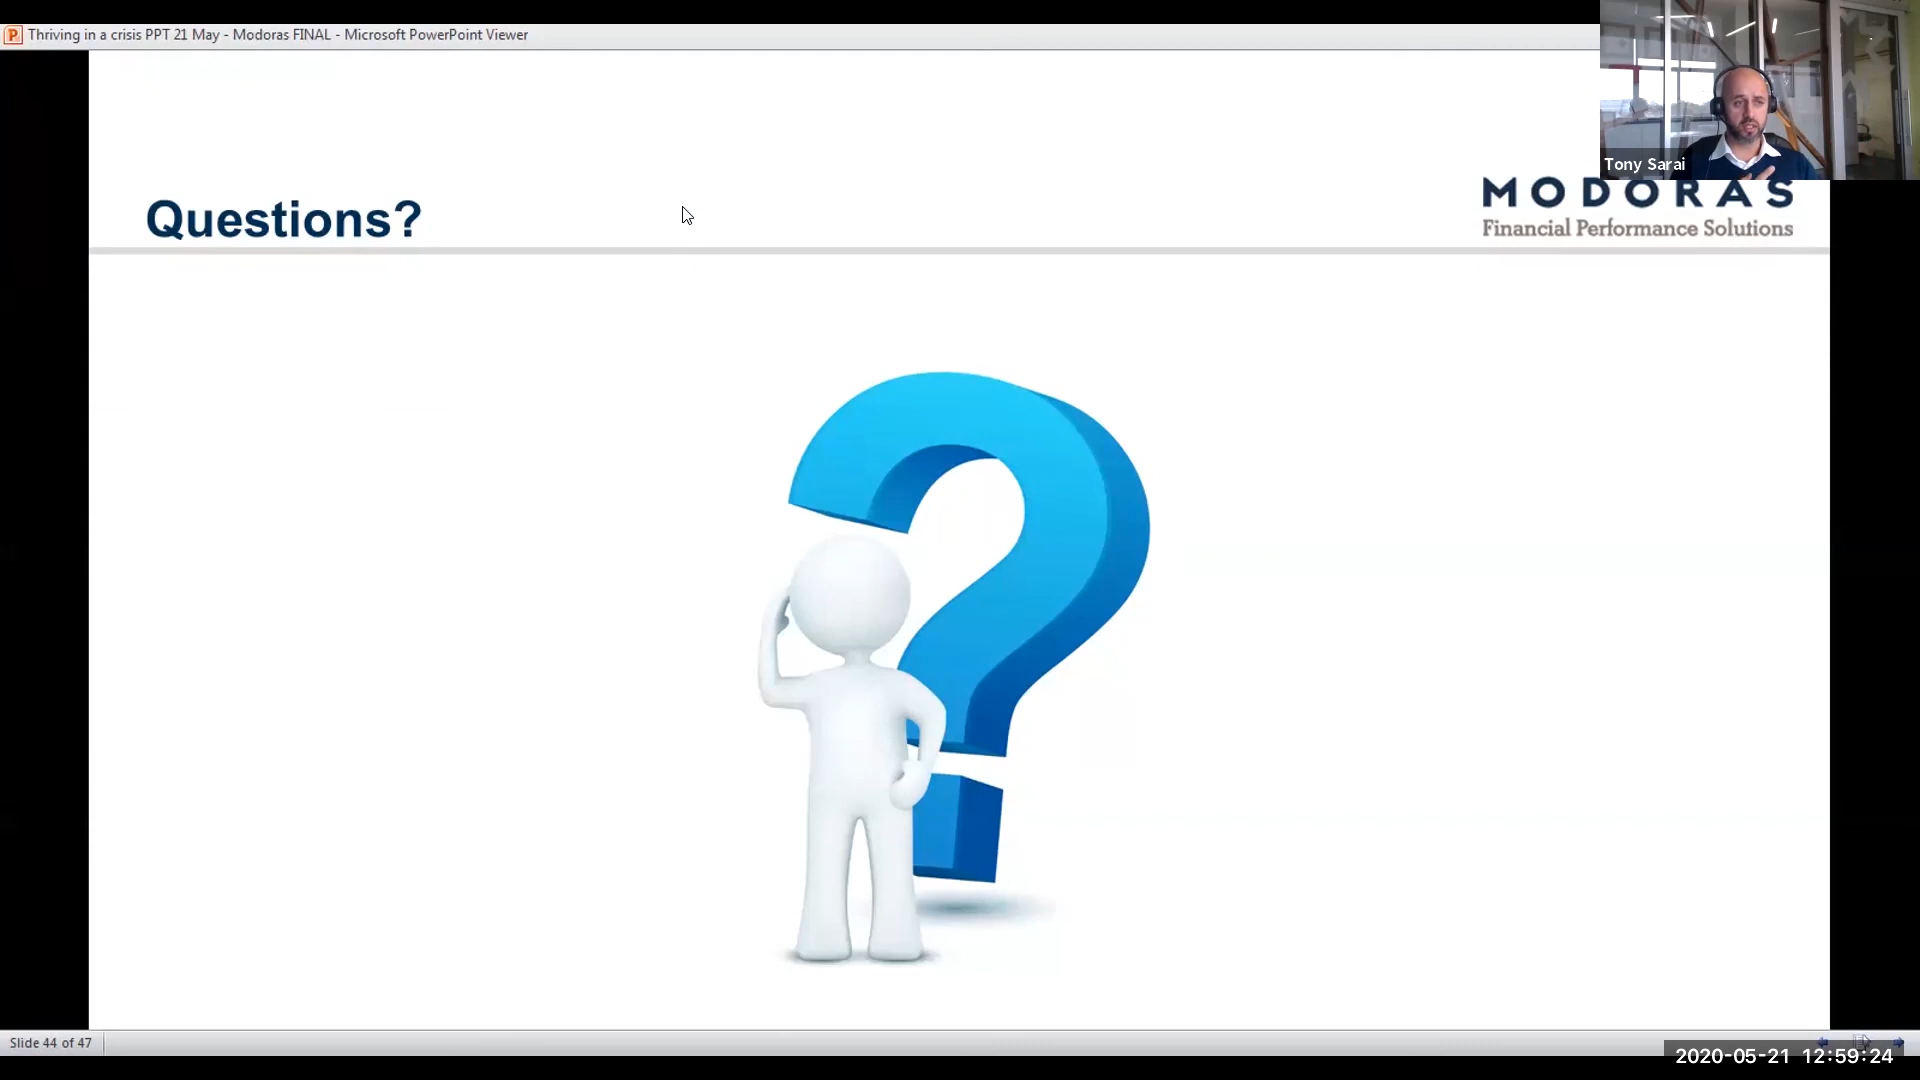 Thriving in a crisis PPT 21 May - Modoras FINAL - Microsoft PowerPoint Viewer
Tony Sarai
Questions?
MODORAS
Financial Performance Solutions
Slide 44 of 47
2020-05-21 12:59:24